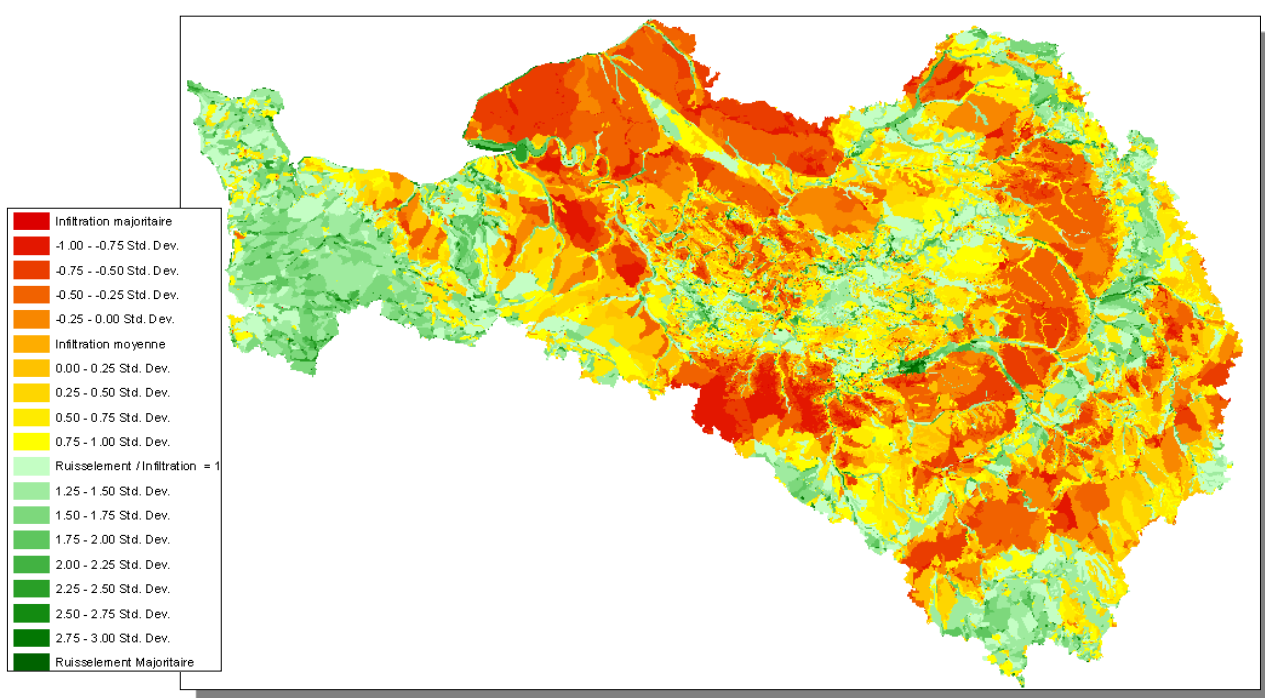 Infiltration majoritaire
-1.00 - -0.75 Std. Dev.
-0.75 - -0.50 Std. Dev.
-0.50 - -0.25 Std. Dev.
-0.25 - 0.00 Std. Dev.
Infiltration moyenne
0.00 - 0.25 Std. Dev.
0.25 - 0.50 Std. Dev.
0.50 - 0.75 Std. Dev.
0.75 - 1.00 Std. Dev.
Ruisselement / Infiltration = 1
1.25 - 1.50 Std. Dev.
1.50 - 1.75 Std. Dev.
1.75 - 2.00 Std. Dev.
2.00 - 2.25 Std. Dev.
2.25 - 2.50 Std. Dev.
2.50 - 2.75 Std. Dev.
2.75 - 3.00 Std. Dev.
Ruisselement Majoritaire